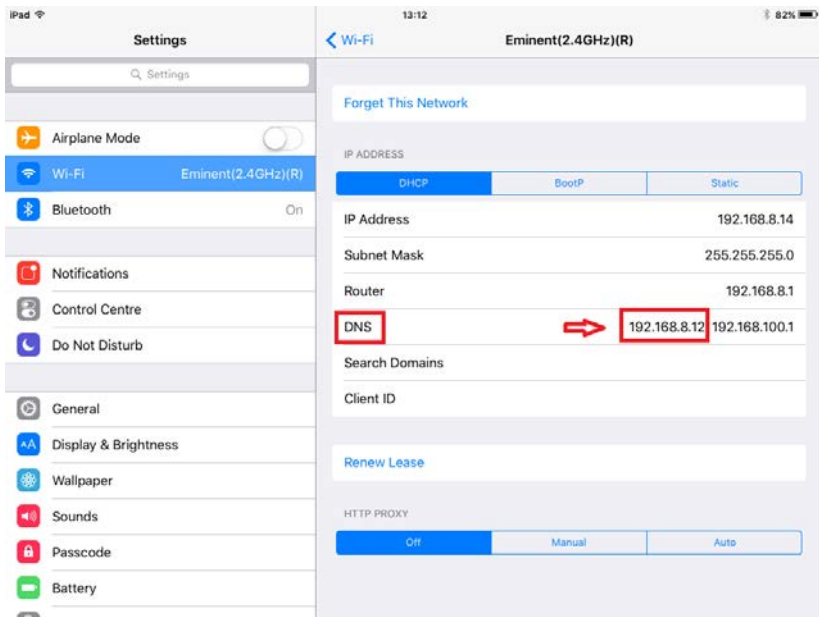 iPad 13:12 82%
Settings
Settings
Airplane Mode
Wi-Fi Eminent(2.4GHz)(R)
Bluetooth On
Notifications
Control Centre
Do Not Disturb
General
Display & Brightness
Wallpaper
Sounds
Passcode
Battery
Wi-Fi Eminent(2.4GHz)(R)
Forget This Network
IP ADDRESS
DHCP BootP Static
IP Address 192.168.8.14
Subnet Mask 255.255.255.0
Router 192.168.8.1
DNS 192.168.8.12 192.168.100.1
Search Domains
Client ID
Renew Lease
HTTP PROXY
Off Manual Auto